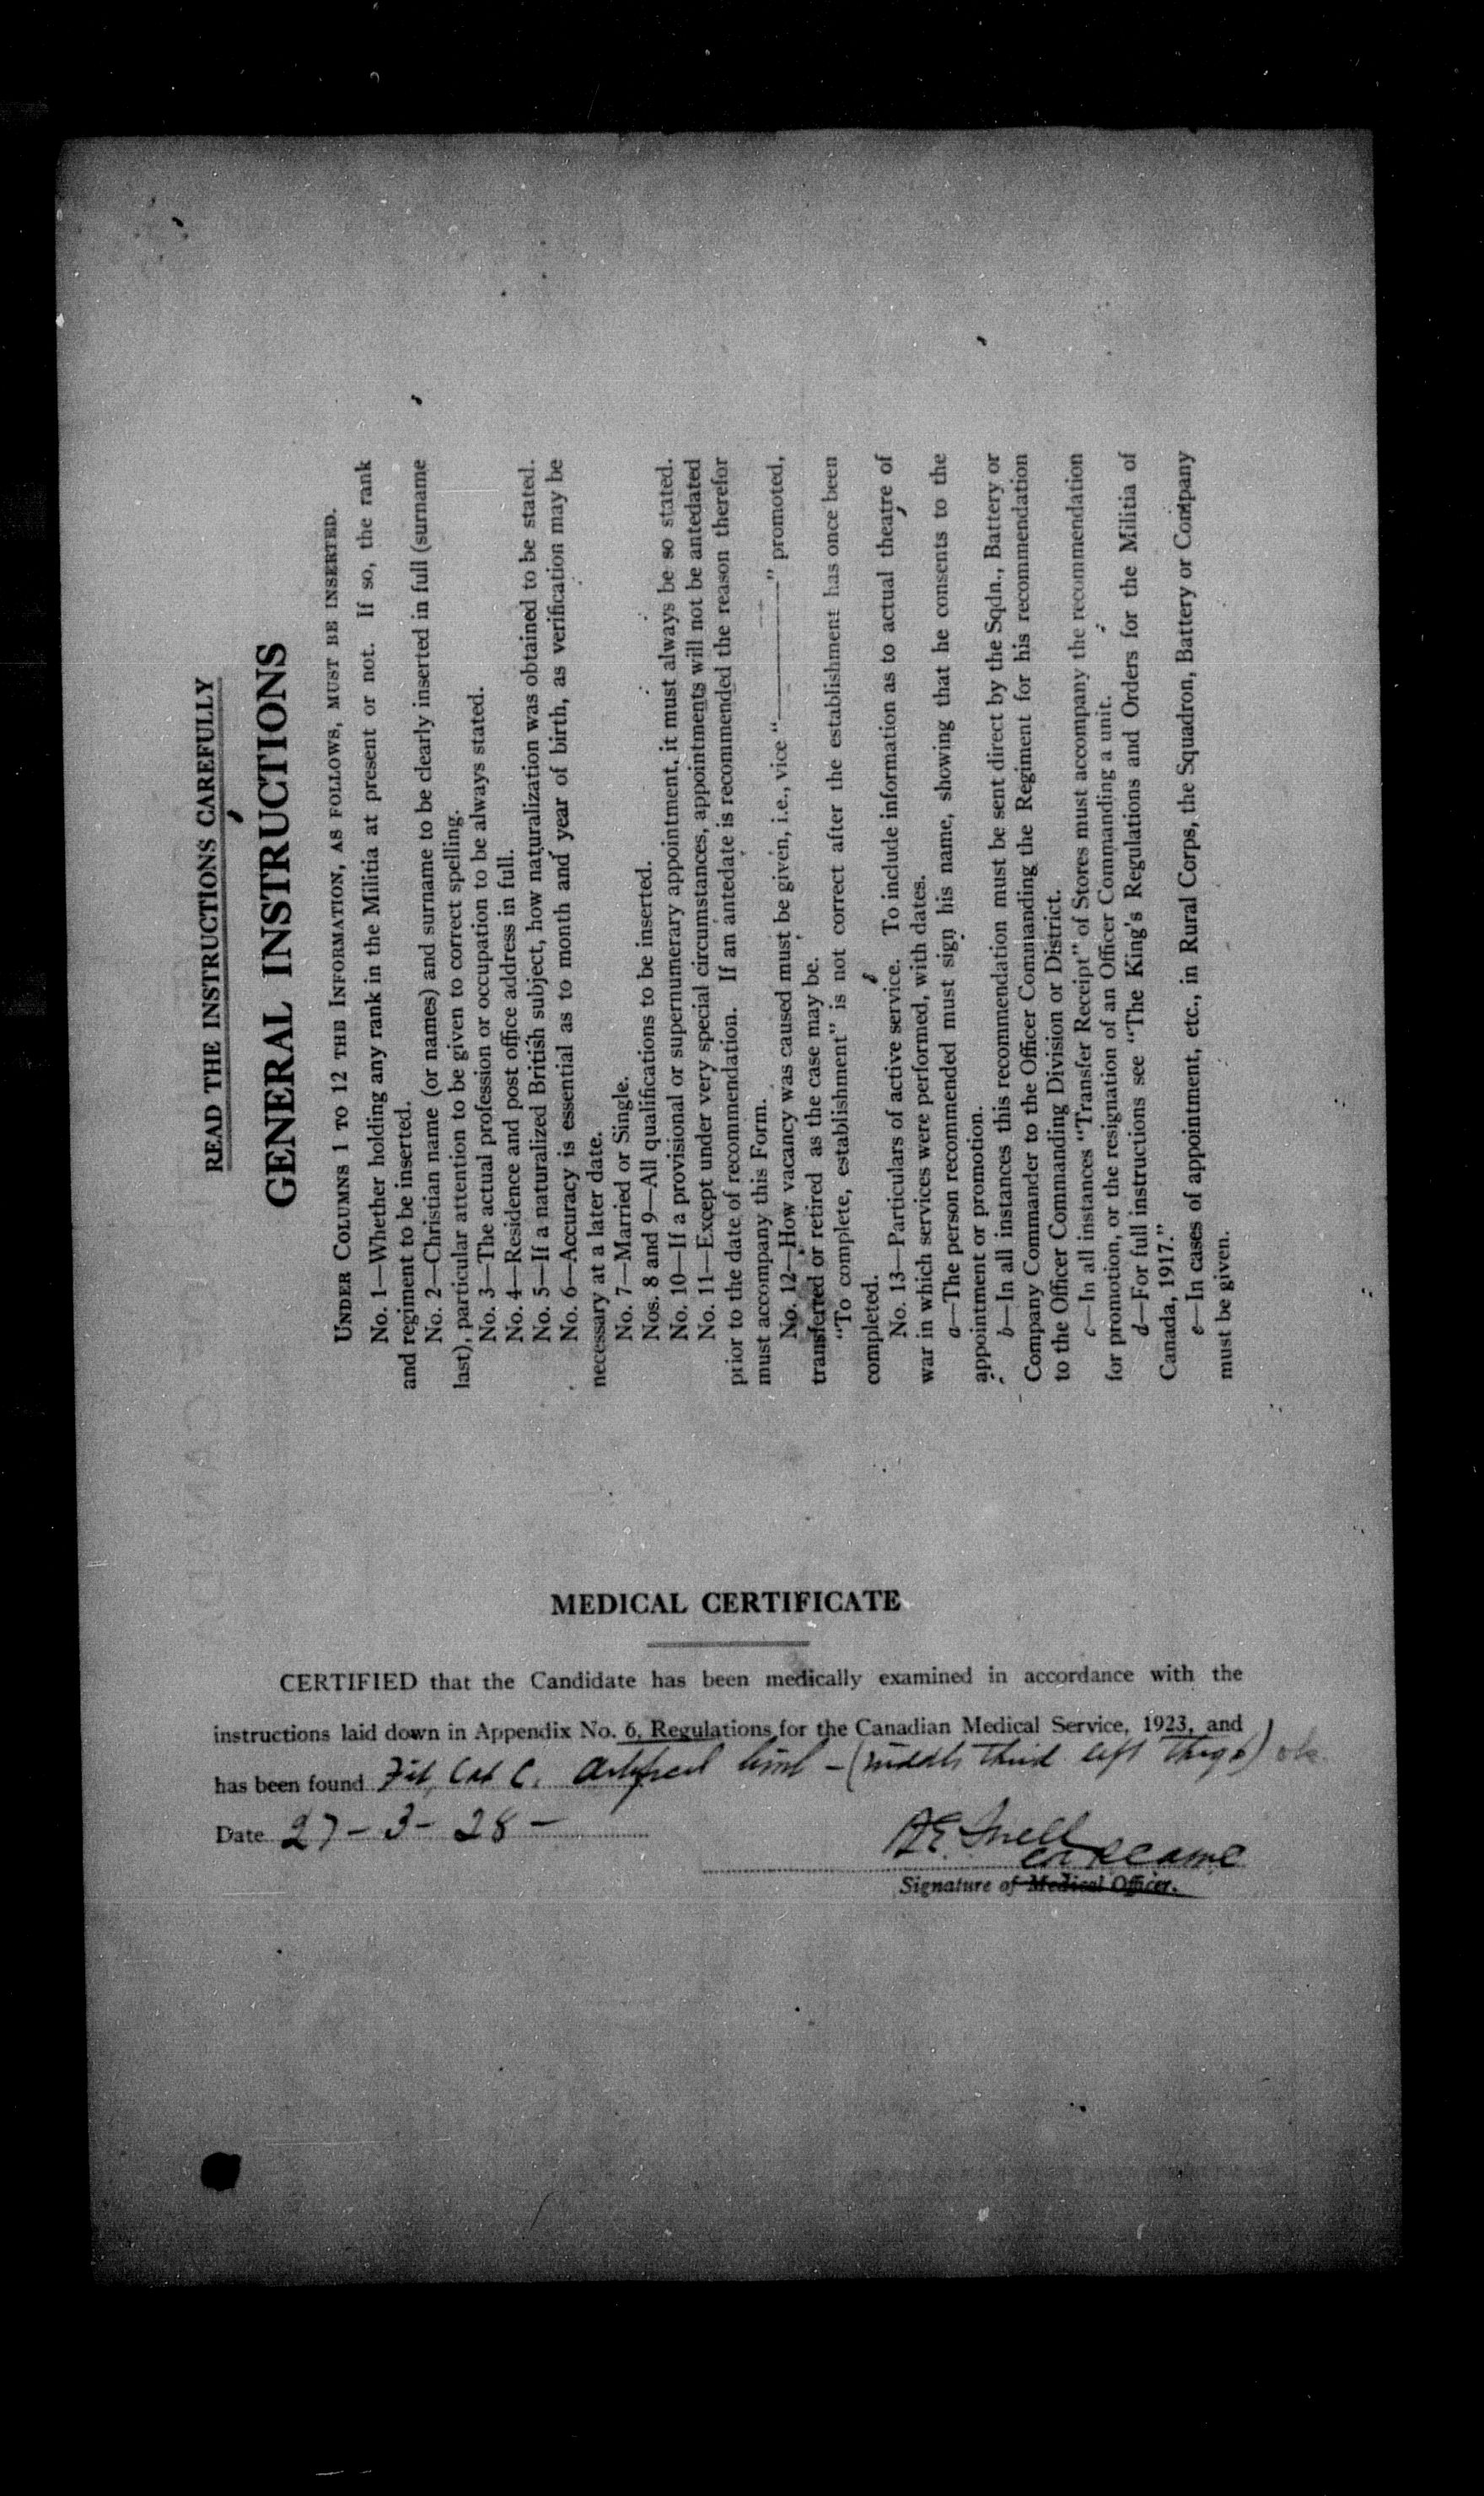 READ THE INSTRUCTIONS CAREFULLY
GENERAL INSTRUCTIONS
UNDER COLUMNS 1 TO 12 THE INFORMATION, AS FOLLOWS, MUST BE INSERTED.
No. 1—Whether holding any rank in the Militia at present or not. If so, the rank
and regiment to be inserted.
No. 2—Christian name (or names) and surname to be clearly inserted in full (surname
last), particular attention to be given to correct spelling.
No. 3—The actual profession or occupation to be always stated.
No. 4—Residence and post office address in full.
No. 5—If a naturalized British subject, how naturalization was obtained to be stated.
No. 6—Accuracy is essential as to month and year of birth, as verification may be
necessary at a later date.
No. 7—Married or Single.
Nos. 8 and 9—All qualifications to be inserted.
No. 10—If a provisional or supernumerary appointment, it must always be so stated.
No. 11—Except under very special circumstances, appointments will not be antedated
prior to the date of recommendation. If an antedate is recommended the reason therefor
must accompany this Form.
No. 12—How vacancy was caused must be given, i.e., vice "————" promoted,
transferred or retired as the case may be.
"To complete, establishment" is not correct after the establishment has once been
completed.
No. 13—Particulars of active service. To include information as to actual theatre of
war in which services were performed, with dates.
a—The person recommended must sign his name, showing that he consents to the
appointment or promotion.
b—In all instances this recommendation must be sent direct by the Sqdn., Battery or
Company Commander to the Officer Commanding the Regiment for his recommendation
to the Officer Commanding Division or District.
c—In all instances "Transfer Receipt" of Stores must accompany the recommendation
for promotion, or the resignation of an Officer Commanding a unit.
d—For full instructions see "The King's Regulations and Orders for the Militia of
Canada, 1917."
e—In cases of appointment, etc., in Rural Corps, the Squadron, Battery or Company
must be given.
MEDICAL CERTIFICATE
CERTIFIED that the Candidate has been medically examined in accordance with the
instructions laid down in Appendix No. 6, Regulations for the Canadian Medical Service, 1923, and
has been found Fit, Cat C. Artificial limb - (middle third left thigh)
Date 27-3-28-
AE Snell
Col RCAMC
Signature of Medical Officer.